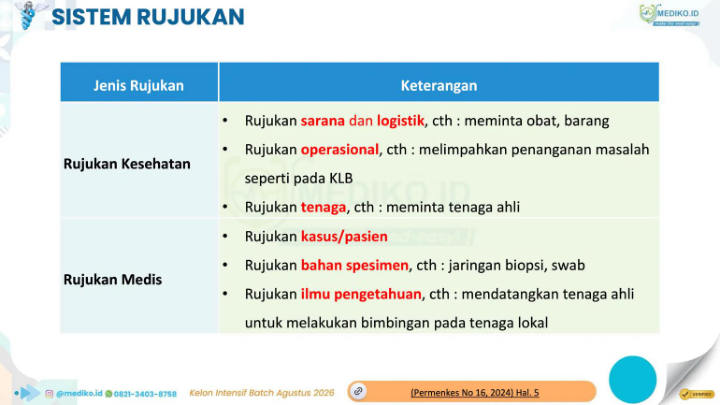 SISTEM RUJUKAN
MEDIKO.ID
Jenis Rujukan
Keterangan
Rujukan Kesehatan
• Rujukan sarana dan logistik, cth : meminta obat, barang
• Rujukan operasional, cth : melimpahkan penanganan masalah
seperti pada KLB
• Rujukan tenaga, cth : meminta tenaga ahli
Rujukan Medis
• Rujukan kasus/pasien
• Rujukan bahan spesimen, cth : jaringan biopsi, swab
• Rujukan ilmu pengetahuan, cth : mendatangkan tenaga ahli
untuk melakukan bimbingan pada tenaga lokal
MEDIKO.ID
@mediko.id 0821-3403-8758
Kelon Intensif Batch Agustus 2026
(Permenkes No 16, 2024) Hal. 5